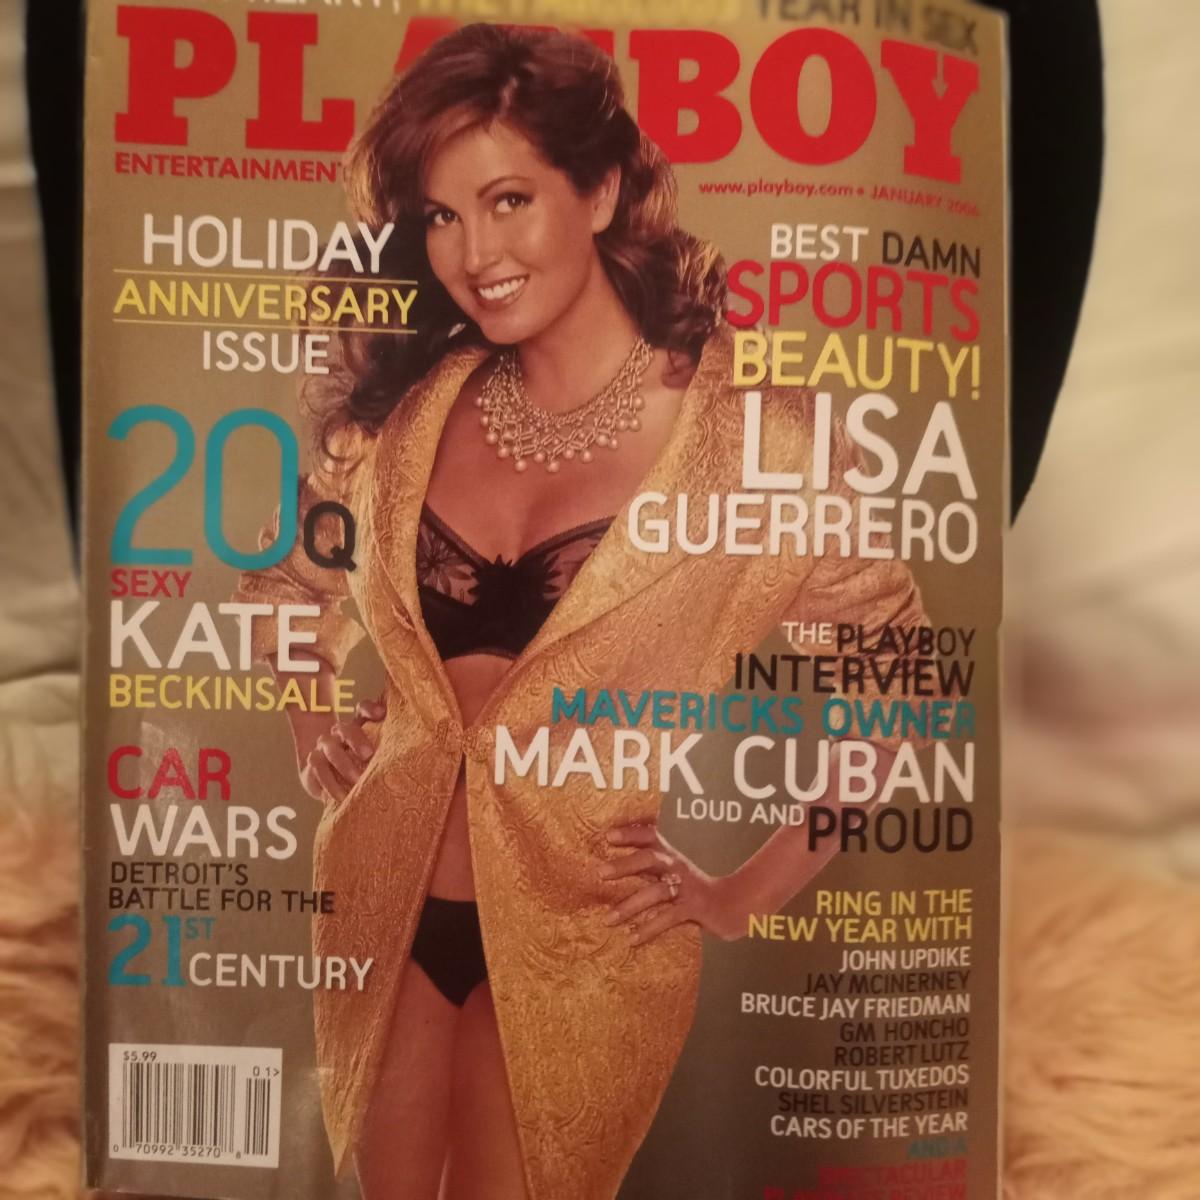 YEAR IN SEX
PLAYBOY
ENTERTAINMENT
www.playboy.com • JANUARY 2006
HOLIDAY
ANNIVERSARY
ISSUE
20Q
SEXY
KATE
BECKINSALE
CAR
WARS
DETROIT'S
BATTLE FOR THE
21ST
CENTURY
BEST DAMN
SPORTS
BEAUTY!
LISA
GUERRERO
THE PLAYBOY
INTERVIEW
MAVERICKS OWNER
MARK CUBAN
LOUD AND PROUD
RING IN THE
NEW YEAR WITH
JOHN UPDIKE
JAY MCINERNEY
BRUCE JAY FRIEDMAN
GM HONCHO
ROBERT LUTZ
COLORFUL TUXEDOS
SHEL SILVERSTEIN
CARS OF THE YEAR
AND A
SPECTACULAR
$5.99
01>
0 70992 35270 8